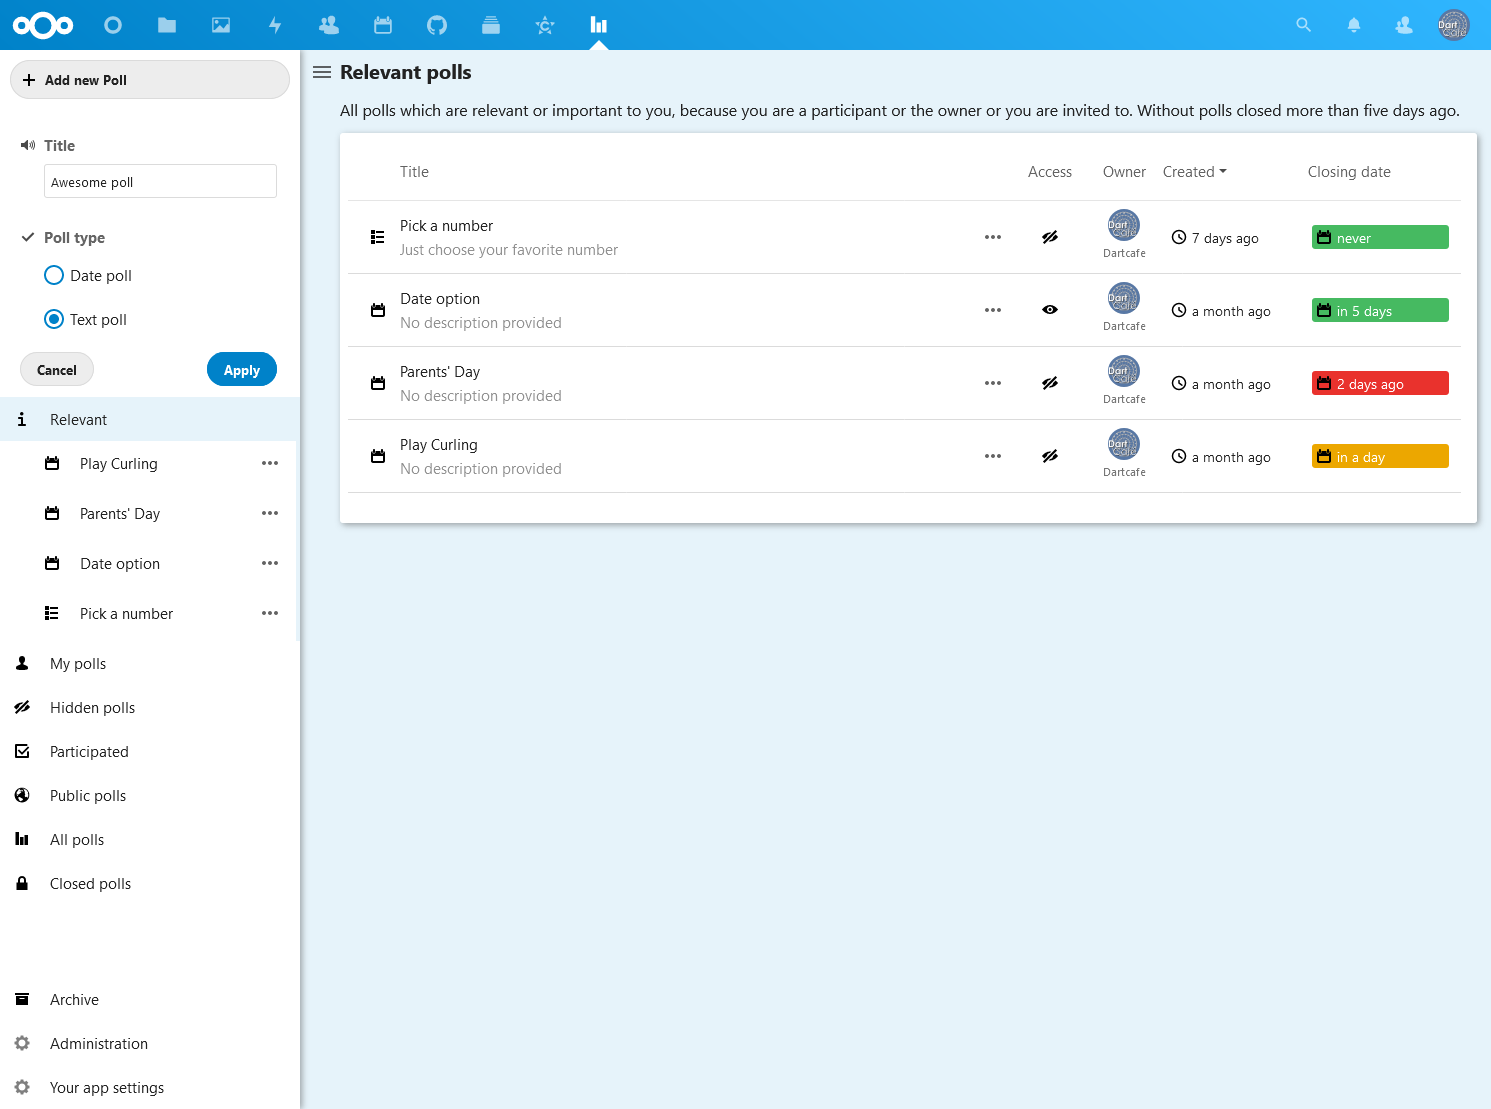 Dart Cafe
Add new Poll
Title
Awesome poll
Poll type
Date poll
Text poll
Cancel
Apply
Relevant
Play Curling
Parents' Day
Date option
Pick a number
My polls
Hidden polls
Participated
Public polls
All polls
Closed polls
Archive
Administration
Your app settings
Relevant polls
All polls which are relevant or important to you, because you are a participant or the owner or you are invited to. Without polls closed more than five days ago.
Title Access Owner Created Closing date
Pick a number
Just choose your favorite number
Dart Cafe
Dartcafe
7 days ago
never
Date option
No description provided
Dart Cafe
Dartcafe
a month ago
in 5 days
Parents' Day
No description provided
Dart Cafe
Dartcafe
a month ago
2 days ago
Play Curling
No description provided
Dart Cafe
Dartcafe
a month ago
in a day